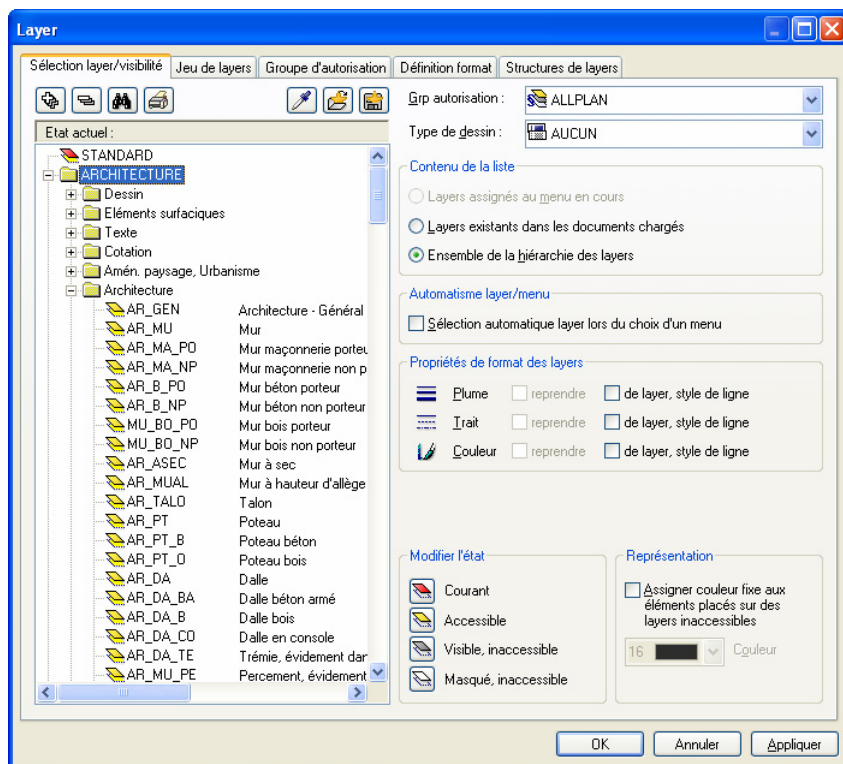 Layer
Sélection layer/visibilité Jeu de layers Groupe d'autorisation Définition format Structures de layers
Etat actuel :
STANDARD
ARCHITECTURE
Dessin
Eléments surfaciques
Texte
Cotation
Amén. paysage, Urbanisme
Architecture
AR_GEN Architecture - Général
AR_MU Mur
AR_MA_PO Mur maçonnerie porteu
AR_MA_NP Mur maçonnerie non p
AR_B_PO Mur béton porteur
AR_B_NP Mur béton non porteur
MU_BO_PO Mur bois porteur
MU_BO_NP Mur bois non porteur
AR_ASEC Mur à sec
AR_MUAL Mur à hauteur d'allège
AR_TALO Talon
AR_PT Poteau
AR_PT_B Poteau béton
AR_PT_O Poteau bois
AR_DA Dalle
AR_DA_BA Dalle béton armé
AR_DA_B Dalle bois
AR_DA_CO Dalle en console
AR_DA_TE Trémie, évidement dar
AR_MU_PE Percement, évidement
Grp autorisation : ALLPLAN
Type de dessin : AUCUN
Contenu de la liste
Layers assignés au menu en cours
Layers existants dans les documents chargés
Ensemble de la hiérarchie des layers
Automatisme layer/menu
Sélection automatique layer lors du choix d'un menu
Propriétés de format des layers
Plume reprendre de layer, style de ligne
Trait reprendre de layer, style de ligne
Couleur reprendre de layer, style de ligne
Modifier l'état
Courant
Accessible
Visible, inaccessible
Masqué, inaccessible
Représentation
Assigner couleur fixe aux
éléments placés sur des
layers inaccessibles
16 Couleur
OK Annuler Appliquer